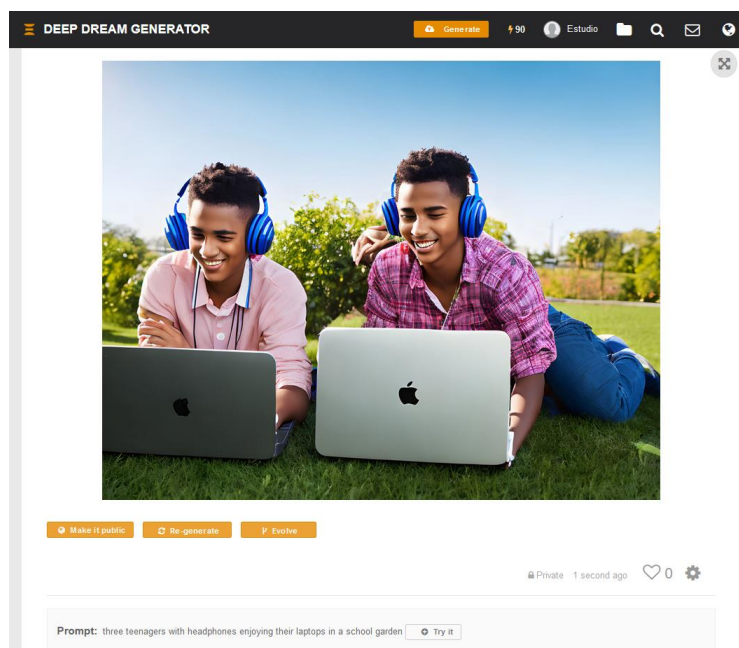 DEEP DREAM GENERATOR
Generate
90
Estudio
Make it public
Re-generate
Evolve
Private 1 second ago
0
Prompt: three teenagers with headphones enjoying their laptops in a school garden
Try it